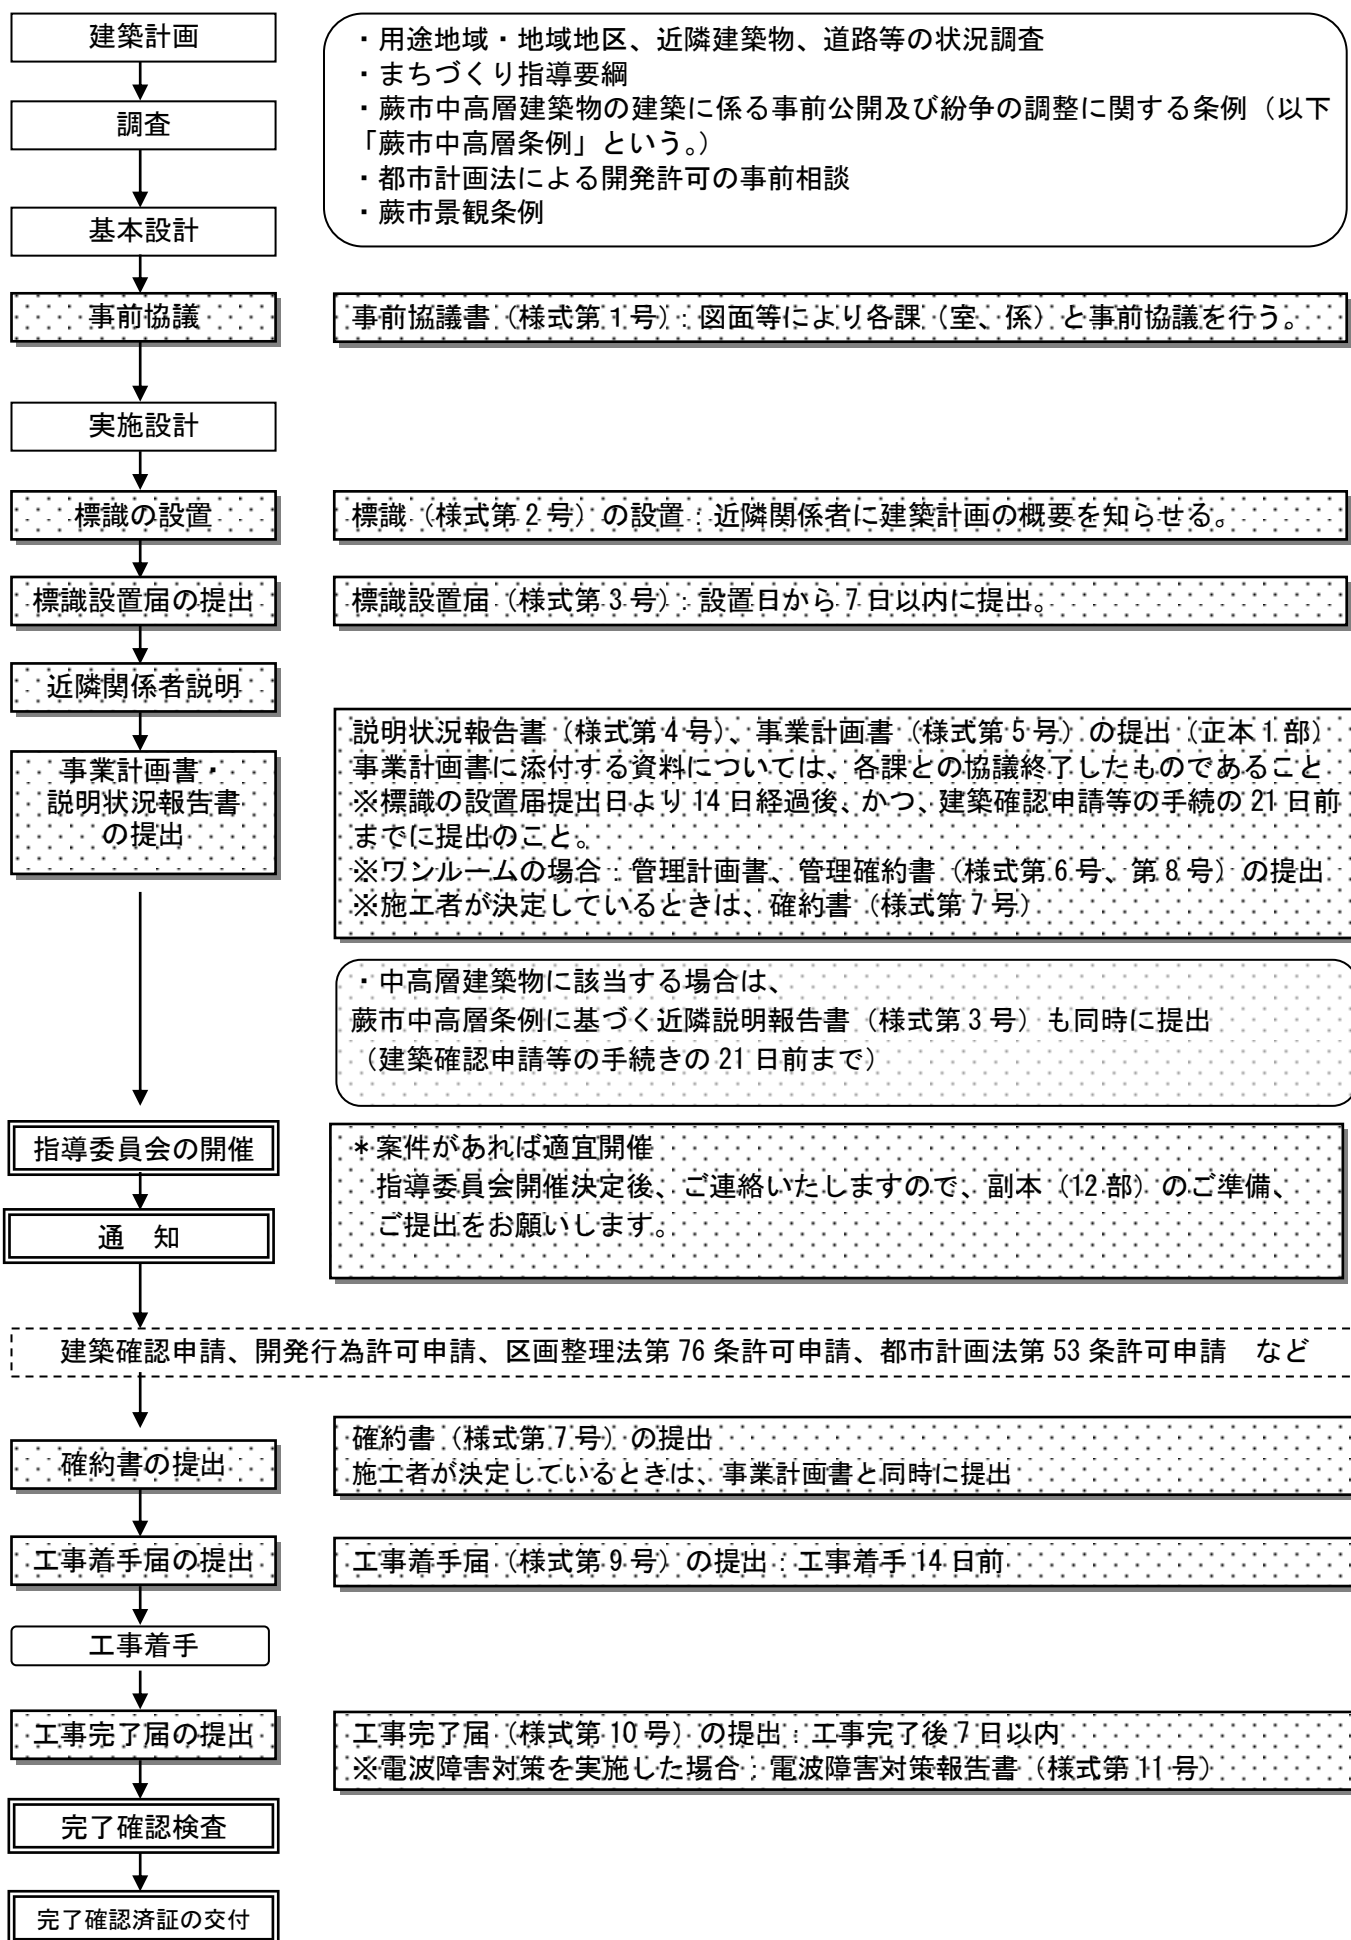 建築計画
・用途地域・地域地区、近隣建築物、道路等の状況調査
・まちづくり指導要綱
・蕨市中高層建築物の建築に係る事前公開及び紛争の調整に関する条例（以下
「蕨市中高層条例」という。）
・都市計画法による開発許可の事前相談
・蕨市景観条例
調査
基本設計
事前協議
事前協議書（様式第1号）：図面等により各課（室、係）と事前協議を行う。
実施設計
標識の設置
標識（様式第2号）の設置：近隣関係者に建築計画の概要を知らせる。
標識設置届の提出
標識設置届（様式第3号）：設置日から7日以内に提出。
近隣関係者説明
事業計画書・
説明状況報告書
の提出
説明状況報告書（様式第4号）、事業計画書（様式第5号）の提出（正本1部）
事業計画書に添付する資料については、各課との協議終了したものであること
※標識の設置届提出日より14日経過後、かつ、建築確認申請等の手続の21日前
までに提出のこと。
※ワンルームの場合：管理計画書、管理確約書（様式第6号、第8号）の提出
※施工者が決定しているときは、確約書（様式第7号）
・中高層建築物に該当する場合は、
蕨市中高層条例に基づく近隣説明報告書（様式第3号）も同時に提出
（建築確認申請等の手続きの21日前まで）
指導委員会の開催
＊案件があれば適宜開催
指導委員会開催決定後、ご連絡いたしますので、副本（12部）のご準備、
ご提出をお願いします。
通　知
建築確認申請、開発行為許可申請、区画整理法第76条許可申請、都市計画法第53条許可申請　など
確約書の提出
確約書（様式第7号）の提出
施工者が決定しているときは、事業計画書と同時に提出
工事着手届の提出
工事着手届（様式第9号）の提出：工事着手14日前
工事着手
工事完了届の提出
工事完了届（様式第10号）の提出：工事完了後7日以内
※電波障害対策を実施した場合：電波障害対策報告書（様式第11号）
完了確認検査
完了確認済証の交付